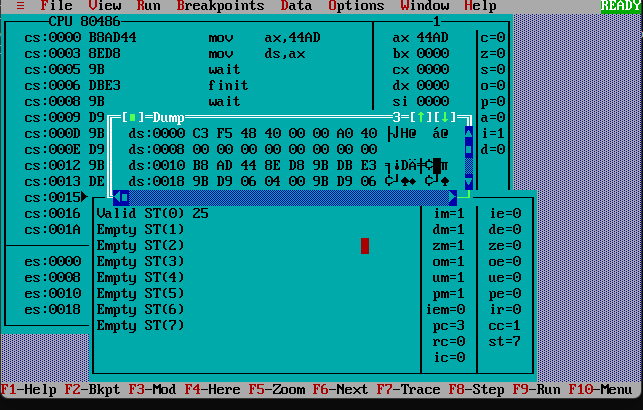 ≡ File View Run Breakpoints Data Options Window Help READY
CPU 80486 1
cs:0000 B8AD44 mov ax,44AD ax 44AD c=0
cs:0003 8ED8 mov ds,ax bx 0000 z=0
cs:0005 9B wait cx 0000 s=0
cs:0006 DBE3 finit dx 0000 o=0
cs:0008 9B wait si 0000 p=0
cs:0009 D9 a=0
cs:000D 9B i=1
cs:000E D9 d=0
cs:0012 9B
cs:0013 DE
cs:0015►
cs:0016
cs:001A
es:0000
es:0008
es:0010
es:0018
[■] Dump 3 [↑][↓]
ds:0000 C3 F5 48 40 00 00 A0 40 ├⌡H@ á@
ds:0008 00 00 00 00 00 00 00 00
ds:0010 B8 AD 44 8E D8 9B DB E3
ds:0018 9B D9 06 04 00 9B D9 06
Valid ST(0) 25 im=1 ie=0
Empty ST(1) dm=1 de=0
Empty ST(2) zm=1 ze=0
Empty ST(3) om=1 oe=0
Empty ST(4) um=1 ue=0
Empty ST(5) pm=1 pe=0
Empty ST(6) iem=0 ir=0
Empty ST(7) pc=3 cc=1
rc=0 st=7
ic=0
F1-Help F2-Bkpt F3-Mod F4-Here F5-Zoom F6-Next F7-Trace F8-Step F9-Run F10-Menu